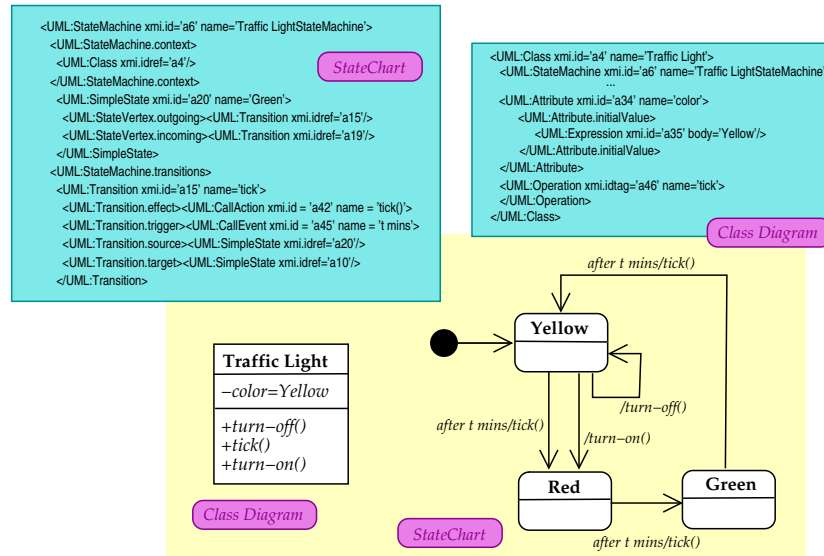 <UML:StateMachine xmi.id='a6' name='Traffic LightStateMachine'>
<UML:StateMachine.context>
<UML:Class xmi.idref='a4'/>
</UML:StateMachine.context>
<UML:SimpleState xmi.id='a20' name='Green'>
<UML:StateVertex.outgoing><UML:Transition xmi.idref='a15'/>
<UML:StateVertex.incoming><UML:Transition xmi.idref='a19'/>
</UML:SimpleState>
<UML:StateMachine.transitions>
<UML:Transition xmi.id='a15' name='tick'>
<UML:Transition.effect><UML:CallAction xmi.id = 'a42' name = 'tick()'>
<UML:Transition.trigger><UML:CallEvent xmi.id = 'a45' name = 't mins'>
<UML:Transition.source><UML:SimpleState xmi.idref='a20'/>
<UML:Transition.target><UML:SimpleState xmi.idref='a10'/>
</UML:Transition>
StateChart
<UML:Class xmi.id='a4' name='Traffic Light'>
<UML:StateMachine xmi.id='a6' name='Traffic LightStateMachine'
...
<UML:Attribute xmi.id='a34' name='color'>
<UML:Attribute.initialValue>
<UML:Expression xmi.id='a35' body='Yellow'/>
</UML:Attribute.initialValue>
</UML:Attribute>
<UML:Operation xmi.idtag='a46' name='tick'>
</UML:Operation>
</UML:Class>
Class Diagram
after t mins/tick()
Yellow
/turn−off()
after t mins/tick()
/turn−on()
Red
Green
after t mins/tick()
Traffic Light
−color=Yellow
+turn−off()
+tick()
+turn−on()
Class Diagram
StateChart